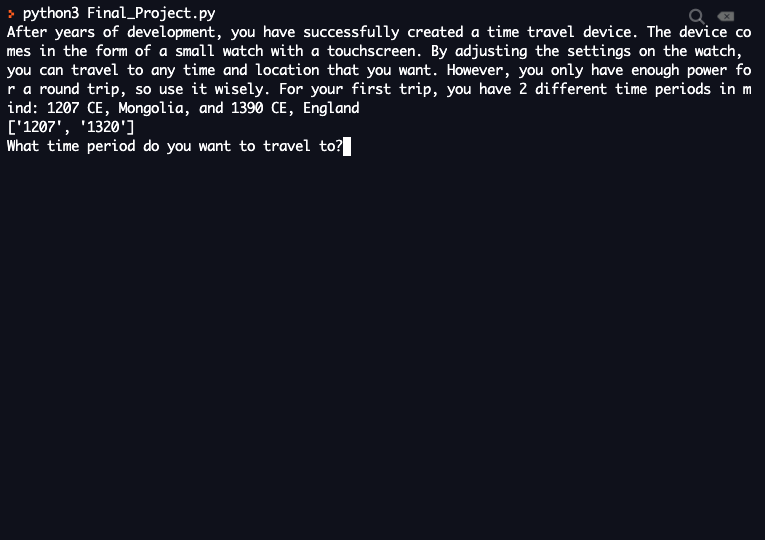 > python3 Final_Project.py
After years of development, you have successfully created a time travel device. The device co
mes in the form of a small watch with a touchscreen. By adjusting the settings on the watch,
you can travel to any time and location that you want. However, you only have enough power fo
r a round trip, so use it wisely. For your first trip, you have 2 different time periods in m
ind: 1207 CE, Mongolia, and 1390 CE, England
['1207', '1320']
What time period do you want to travel to?